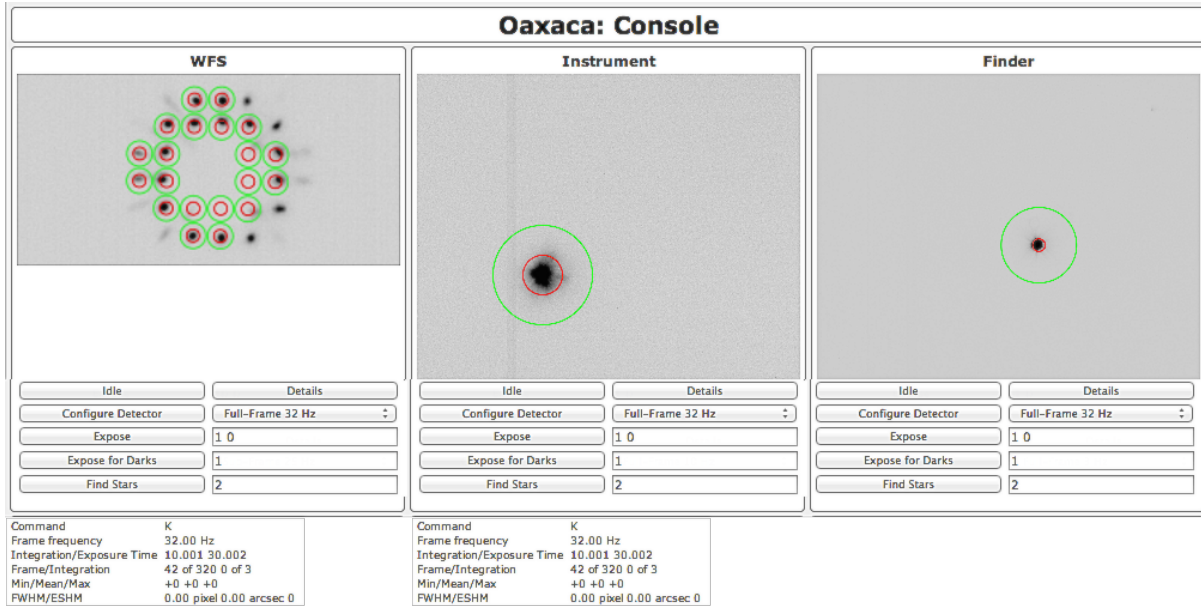 Oaxaca: Console
WFS
Instrument
Finder
Idle
Details
Configure Detector
Full-Frame 32 Hz
Expose
1 0
Expose for Darks
1
Find Stars
2
Idle
Details
Configure Detector
Full-Frame 32 Hz
Expose
1 0
Expose for Darks
1
Find Stars
2
Idle
Details
Configure Detector
Full-Frame 32 Hz
Expose
1 0
Expose for Darks
1
Find Stars
2
Command K
Frame frequency 32.00 Hz
Integration/Exposure Time 10.001 30.002
Frame/Integration 42 of 320 0 of 3
Min/Mean/Max +0 +0 +0
FWHM/ESHM 0.00 pixel 0.00 arcsec 0
Command K
Frame frequency 32.00 Hz
Integration/Exposure Time 10.001 30.002
Frame/Integration 42 of 320 0 of 3
Min/Mean/Max +0 +0 +0
FWHM/ESHM 0.00 pixel 0.00 arcsec 0